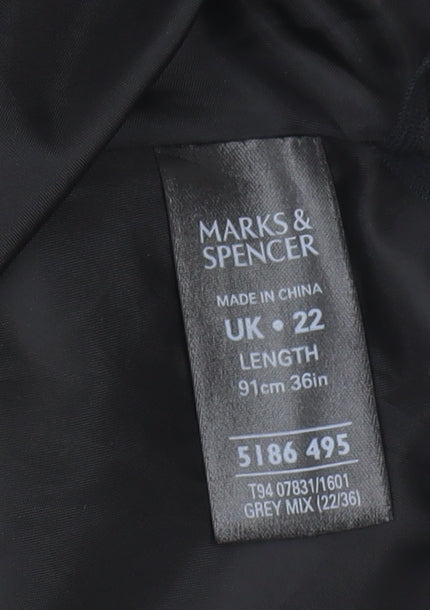 MARKS &
SPENCER
MADE IN CHINA
UK • 22
LENGTH
91cm 36in
5186 495
T94 07831/1601
GREY MIX (22/36)